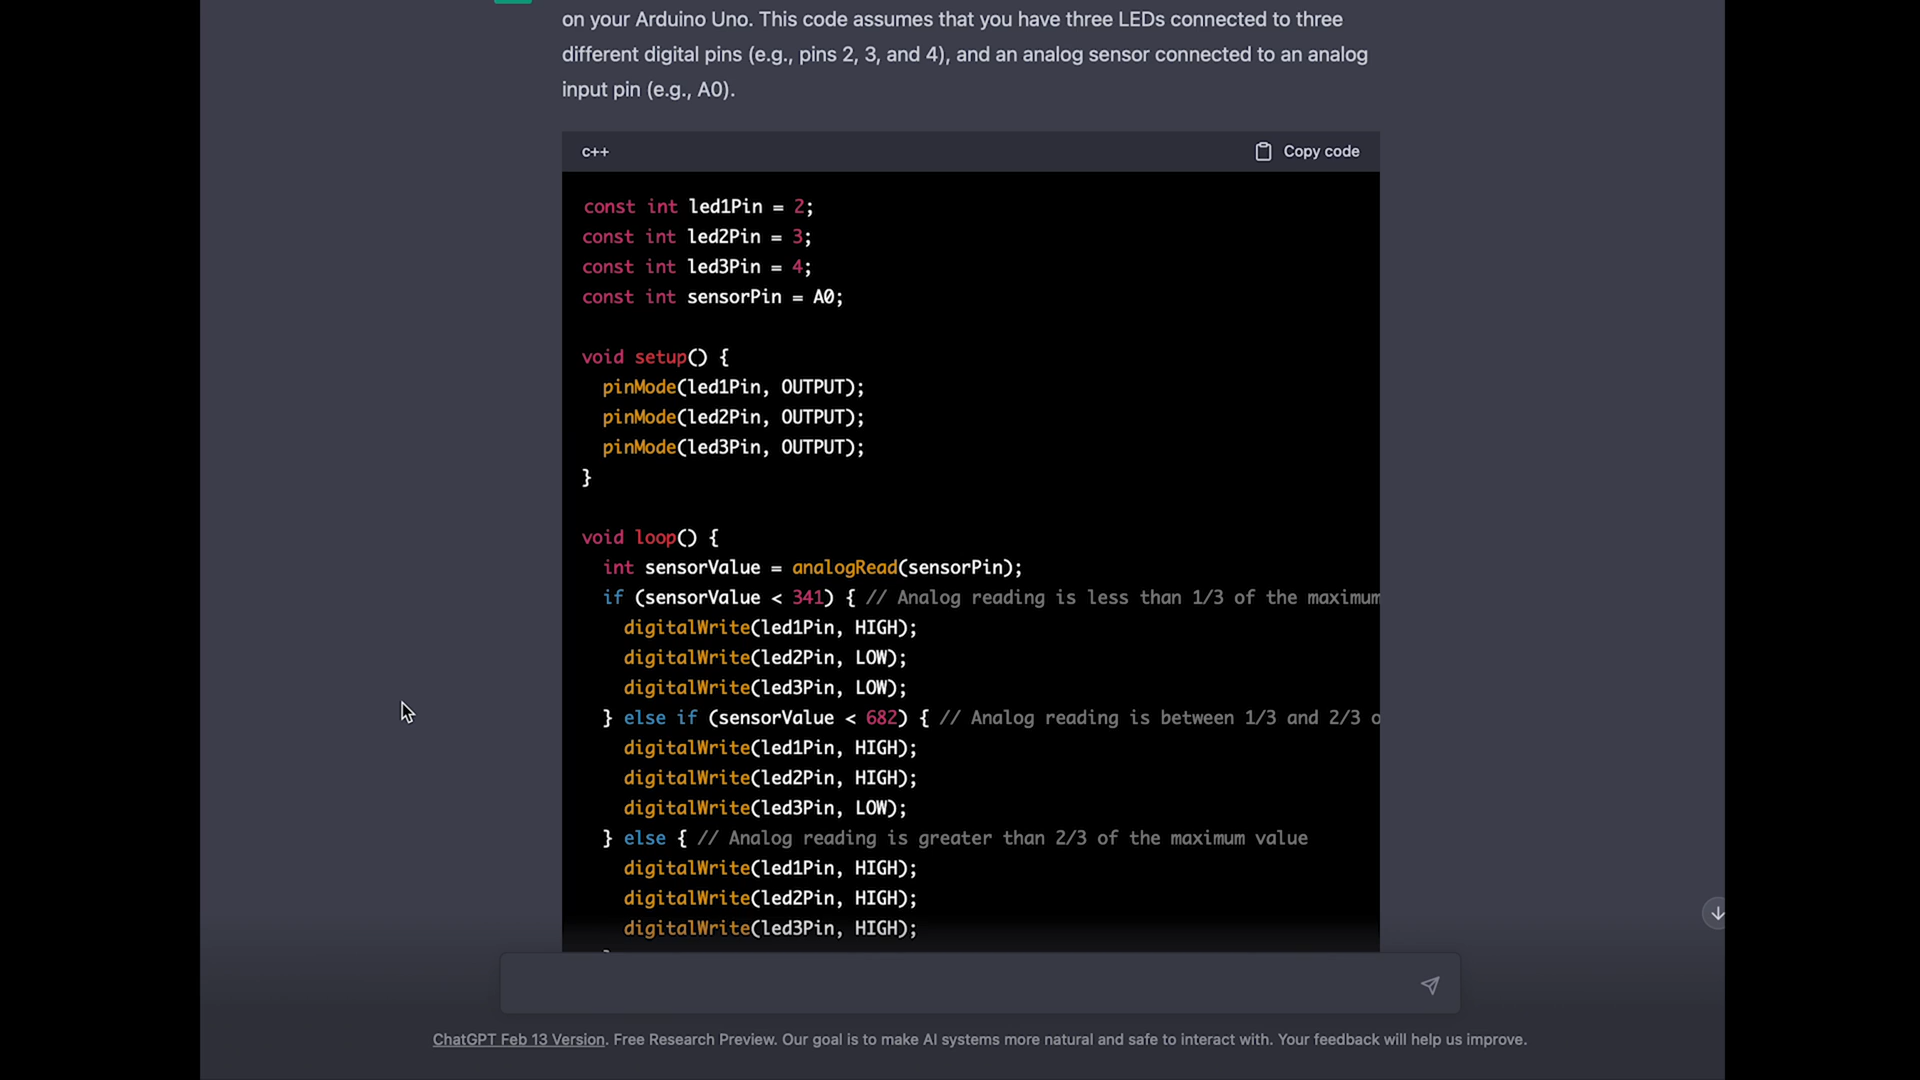 on your Arduino Uno. This code assumes that you have three LEDs connected to three
different digital pins (e.g., pins 2, 3, and 4), and an analog sensor connected to an analog
input pin (e.g., A0).
c++ Copy code
const int led1Pin = 2;
const int led2Pin = 3;
const int led3Pin = 4;
const int sensorPin = A0;
void setup() {
pinMode(led1Pin, OUTPUT);
pinMode(led2Pin, OUTPUT);
pinMode(led3Pin, OUTPUT);
}
void loop() {
int sensorValue = analogRead(sensorPin);
if (sensorValue < 341) { // Analog reading is less than 1/3 of the maximum
digitalWrite(led1Pin, HIGH);
digitalWrite(led2Pin, LOW);
digitalWrite(led3Pin, LOW);
} else if (sensorValue < 682) { // Analog reading is between 1/3 and 2/3 o
digitalWrite(led1Pin, HIGH);
digitalWrite(led2Pin, HIGH);
digitalWrite(led3Pin, LOW);
} else { // Analog reading is greater than 2/3 of the maximum value
digitalWrite(led1Pin, HIGH);
digitalWrite(led2Pin, HIGH);
digitalWrite(led3Pin, HIGH);
ChatGPT Feb 13 Version. Free Research Preview. Our goal is to make AI systems more natural and safe to interact with. Your feedback will help us improve.